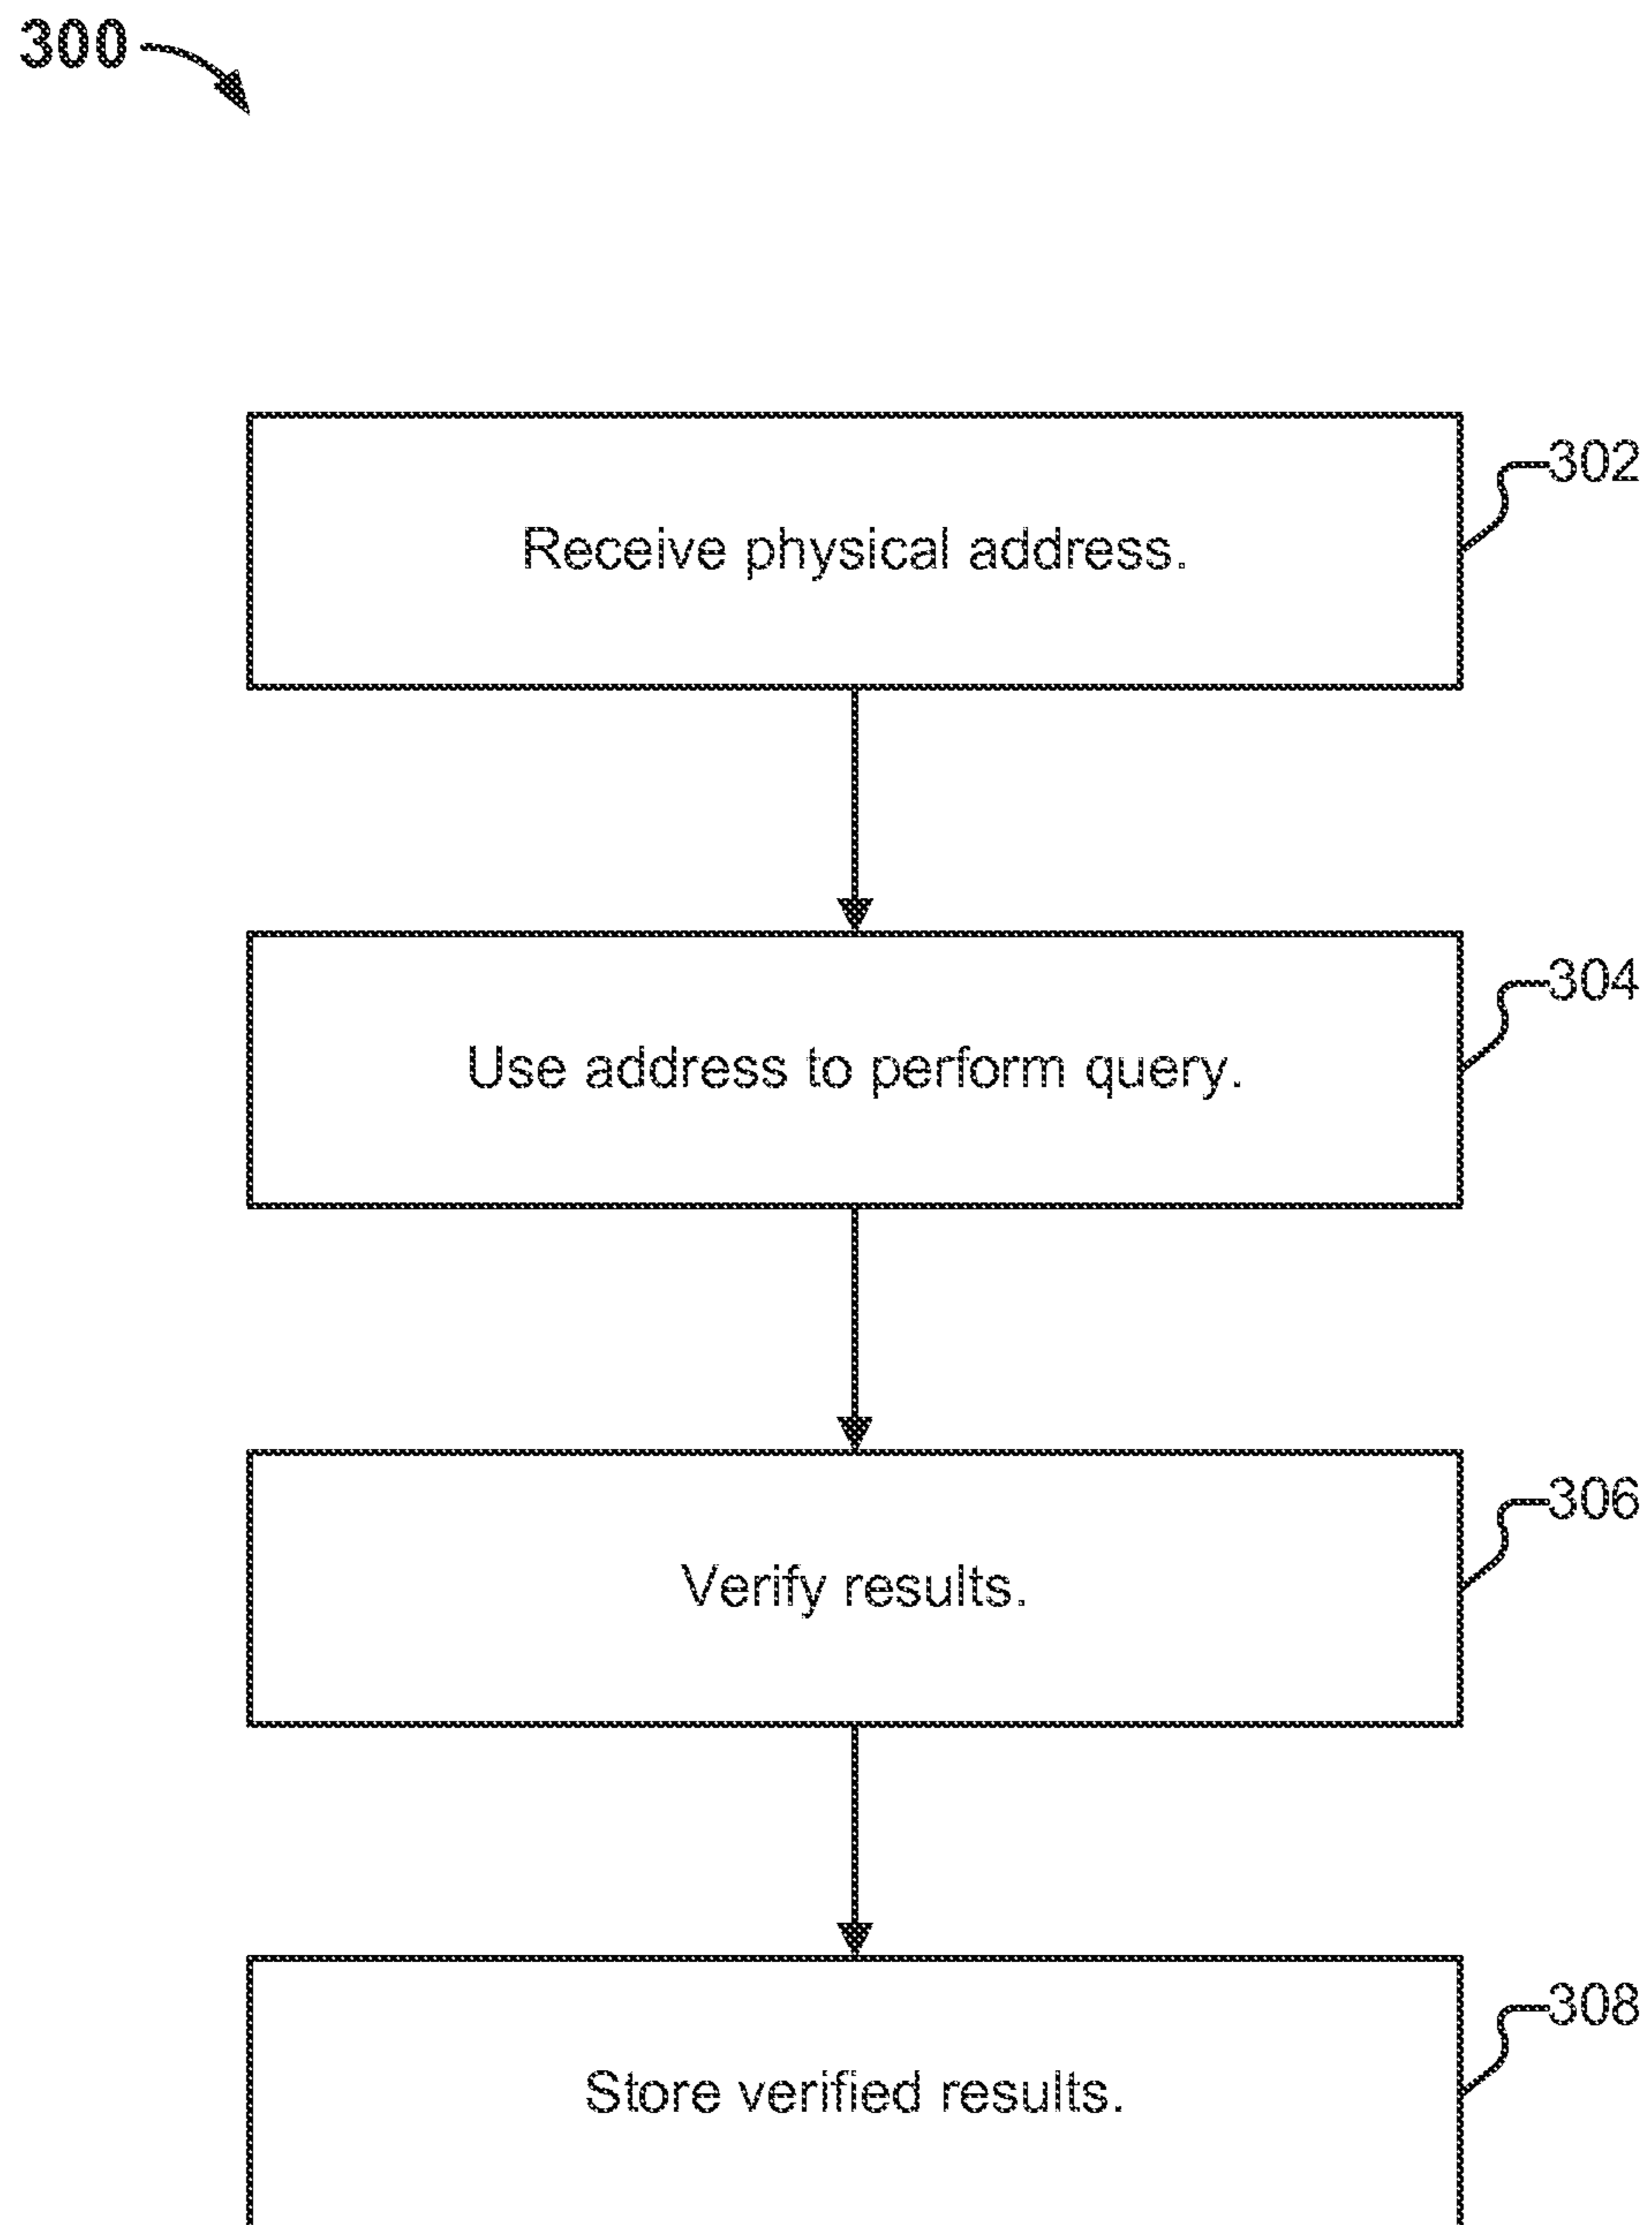 300
Receive physical address.
302
Use address to perform query.
304
Verify results.
306
Store verified results.
308